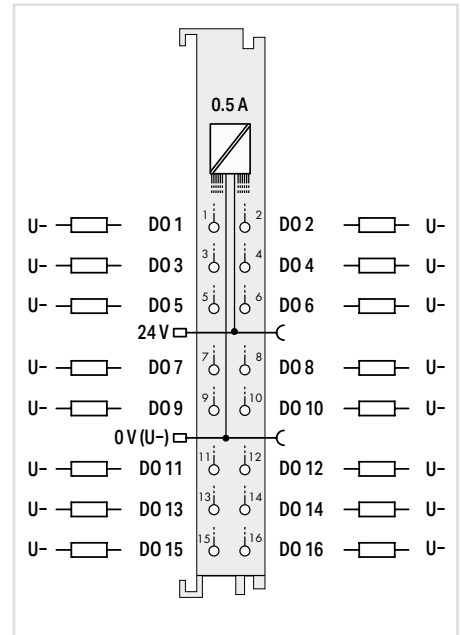 0.5 A
1 2
U- DO 1 DO 2 U-
3 4
U- DO 3 DO 4 U-
5 6
U- DO 5 DO 6 U-
24 V
7 8
U- DO 7 DO 8 U-
9 10
U- DO 9 DO 10 U-
0 V (U-)
11 12
U- DO 11 DO 12 U-
13 14
U- DO 13 DO 14 U-
15 16
U- DO 15 DO 16 U-